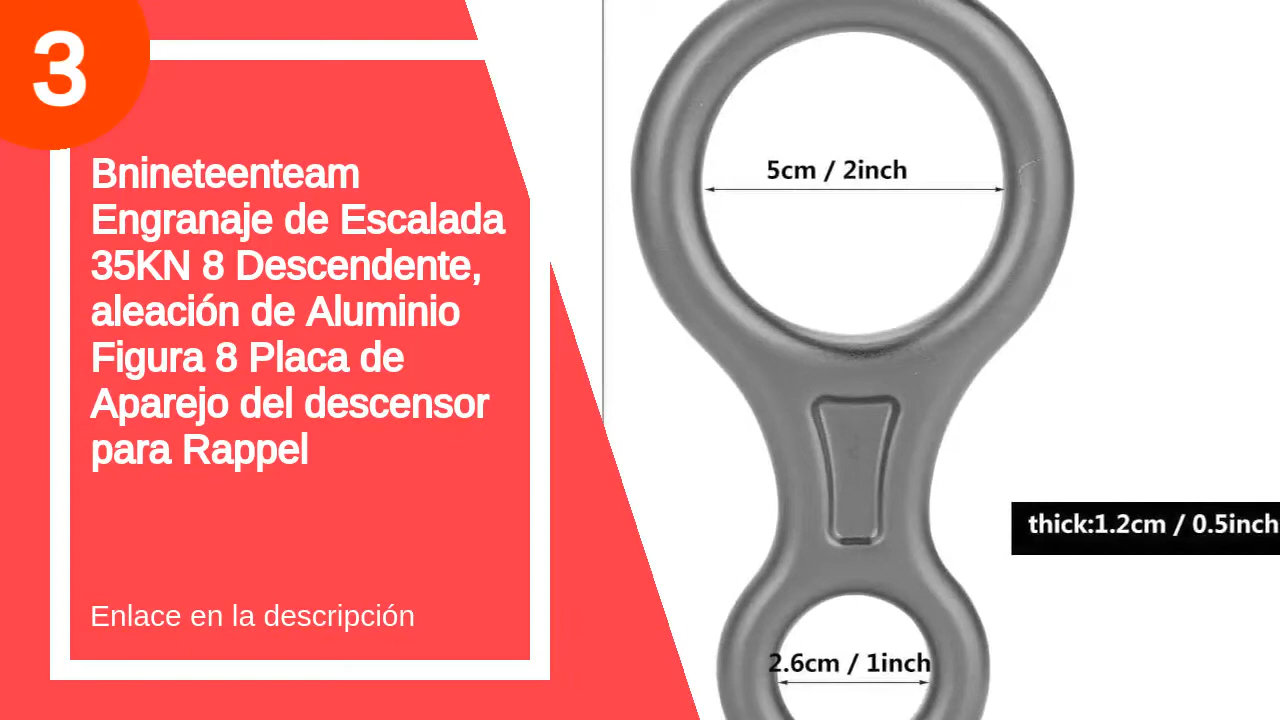 3
Bnineteenteam
Engranaje de Escalada
35KN 8 Descendente,
aleación de Aluminio
Figura 8 Placa de
Aparejo del descensor
para Rappel
Enlace en la descripción
5cm / 2inch
thick:1.2cm / 0.5inch
2.6cm / 1inch